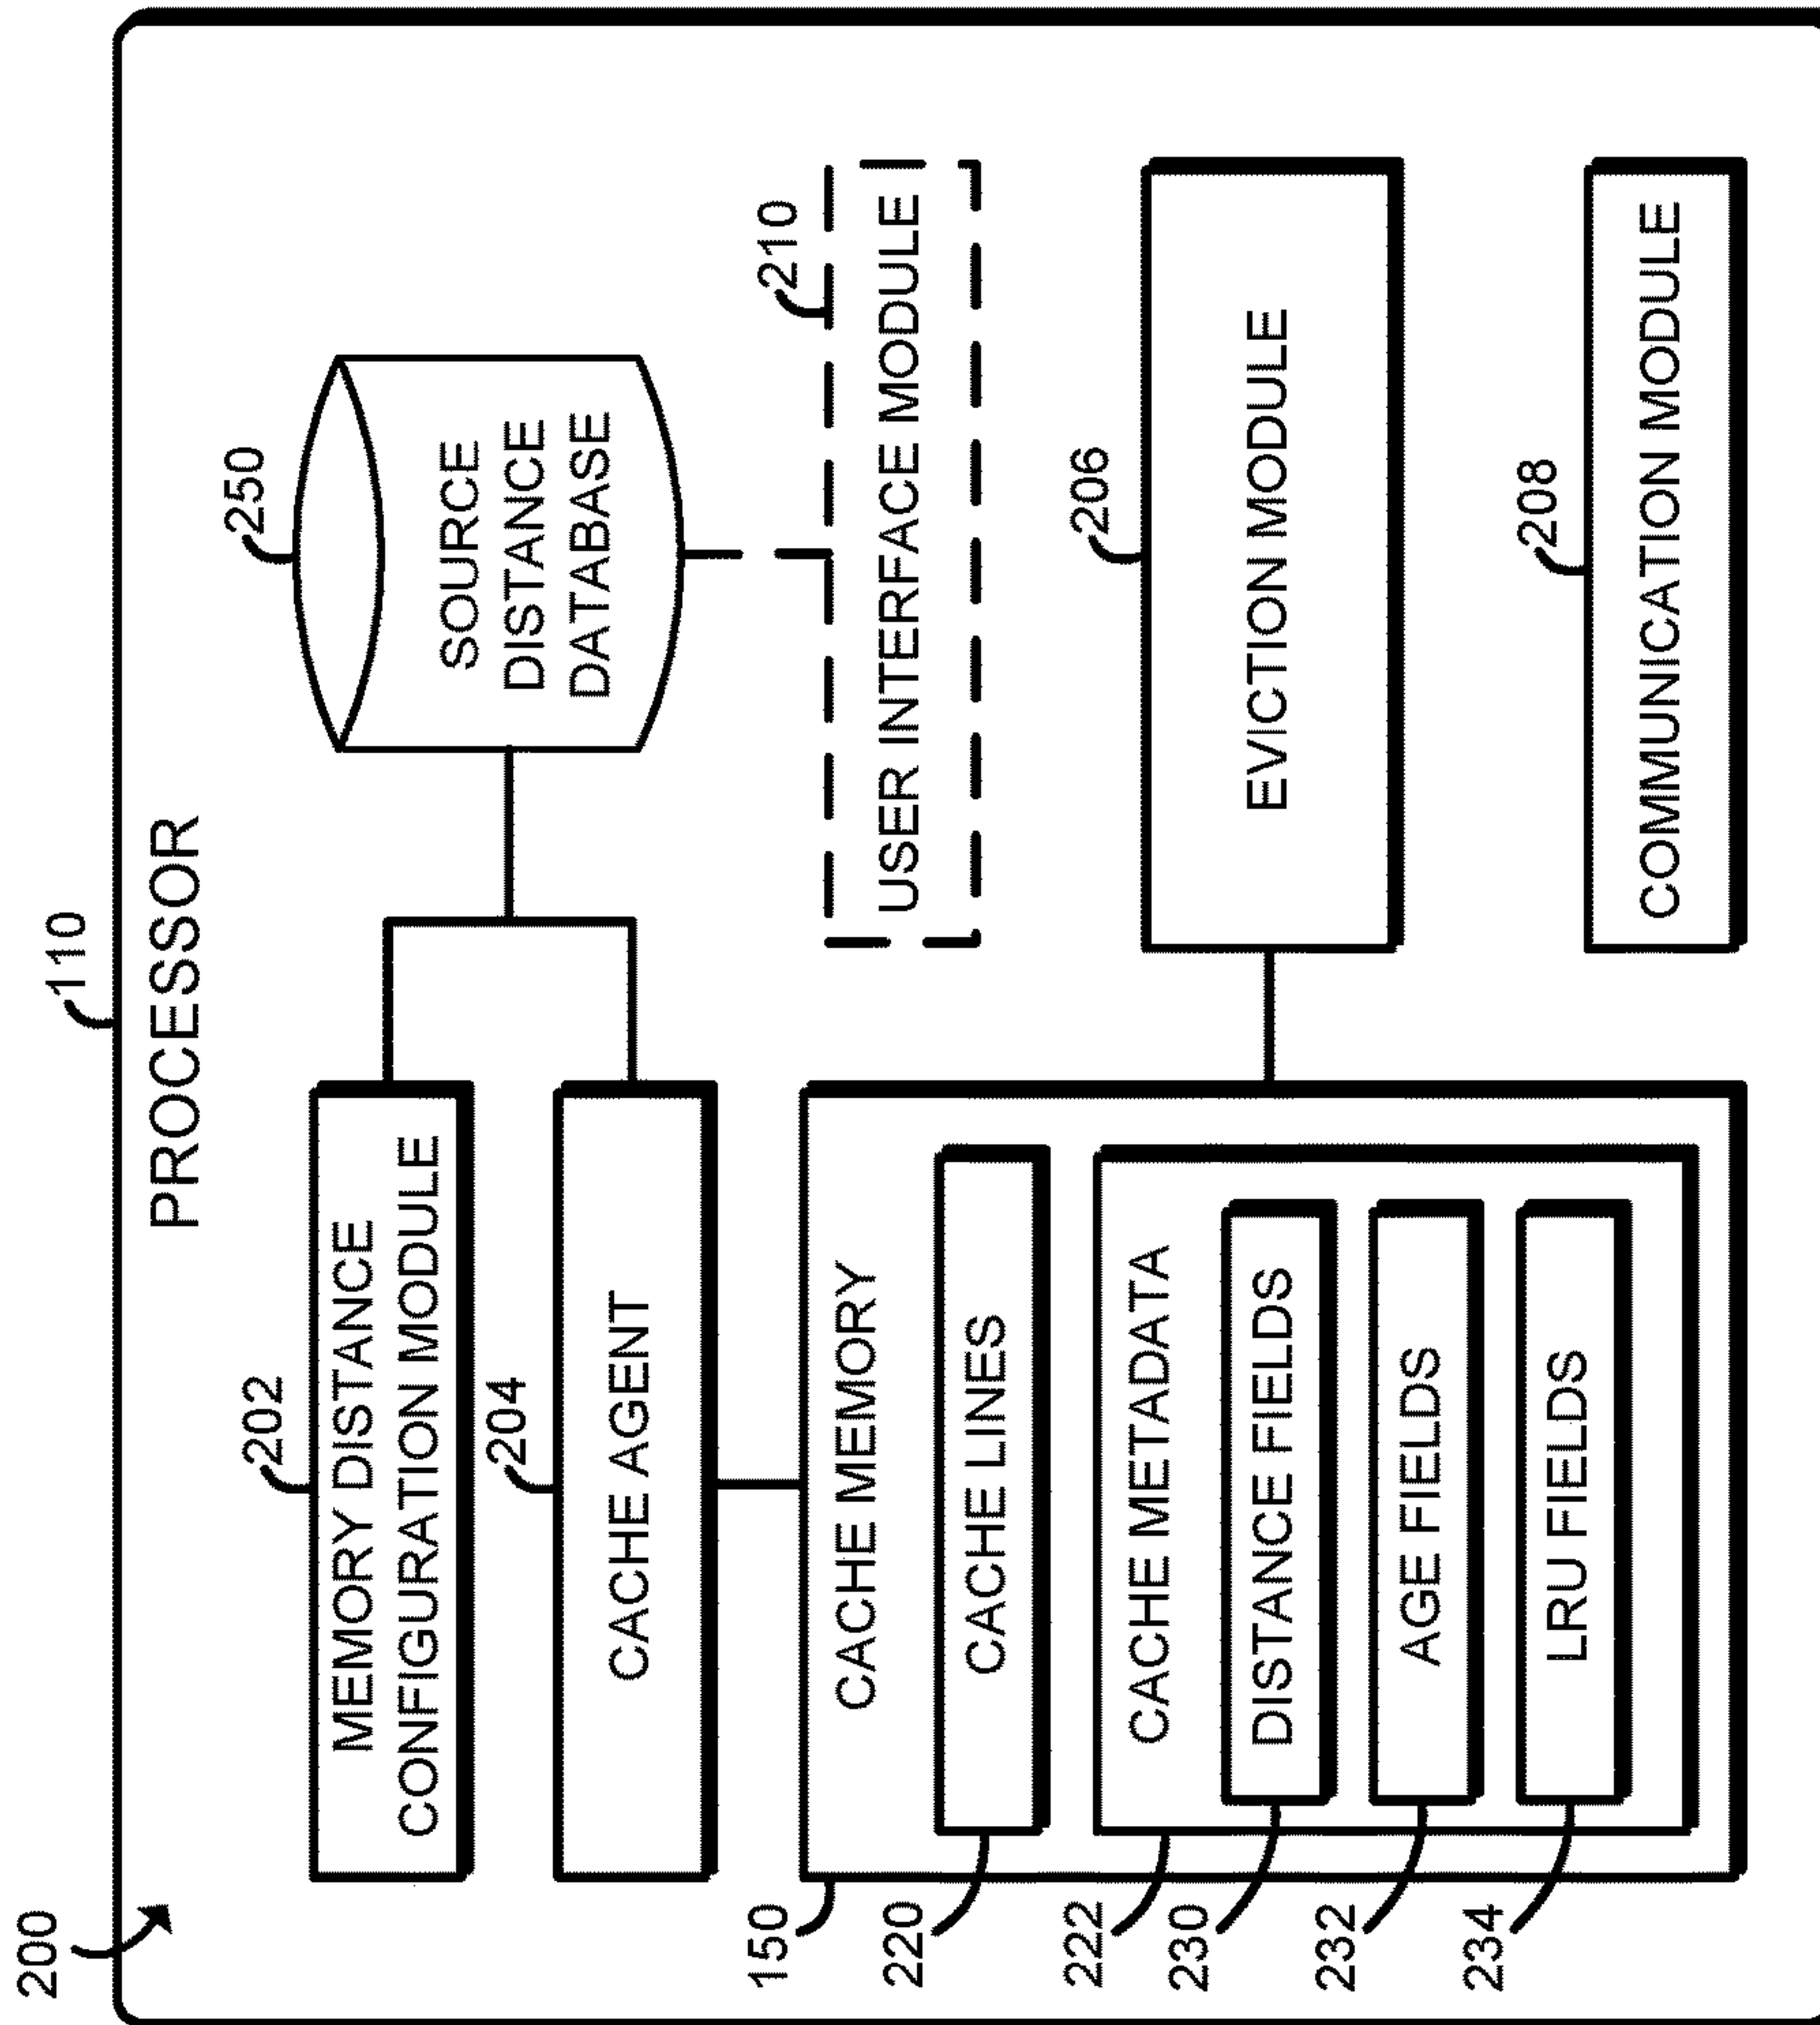 200
110
PROCESSOR
202
MEMORY DISTANCE
CONFIGURATION MODULE
250
SOURCE
DISTANCE
DATABASE
204
CACHE AGENT
210
USER INTERFACE MODULE
150
CACHE MEMORY
220
CACHE LINES
222
CACHE METADATA
230
DISTANCE FIELDS
232
AGE FIELDS
234
LRU FIELDS
206
EVICTION MODULE
208
COMMUNICATION MODULE